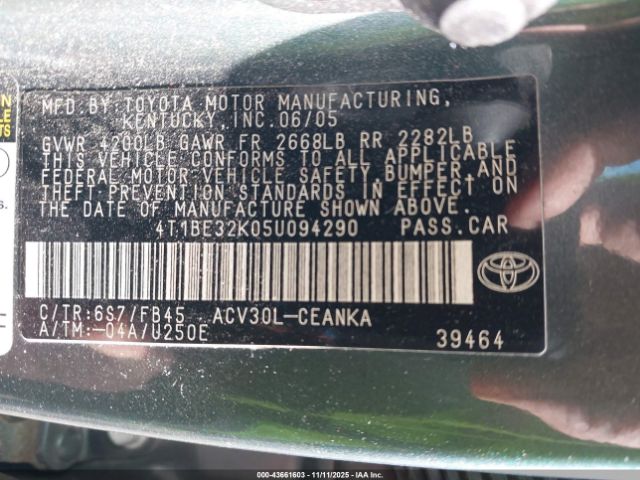 MFD.BY TOYOTA MOTOR MANUFACTURING,
KENTUCKY, INC. 06/05
GVWR 4200LB GAWR FR 2668LB RR 2282LB
THIS VEHICLE CONFORMS TO ALL APPLICABLE
FEDERAL MOTOR VEHICLE SAFETY, BUMPER, AND
THEFT PREVENTION STANDARDS IN EFFECT ON
THE DATE OF MANUFACTURE SHOWN ABOVE.
4T1BE32K05U094290 PASS.CAR
C/TR:6S7/FB45 ACV30L-CEANKA
A/TM:-04A/U250E
39464
000-43661603 - 11/11/2025 - IAAI.com